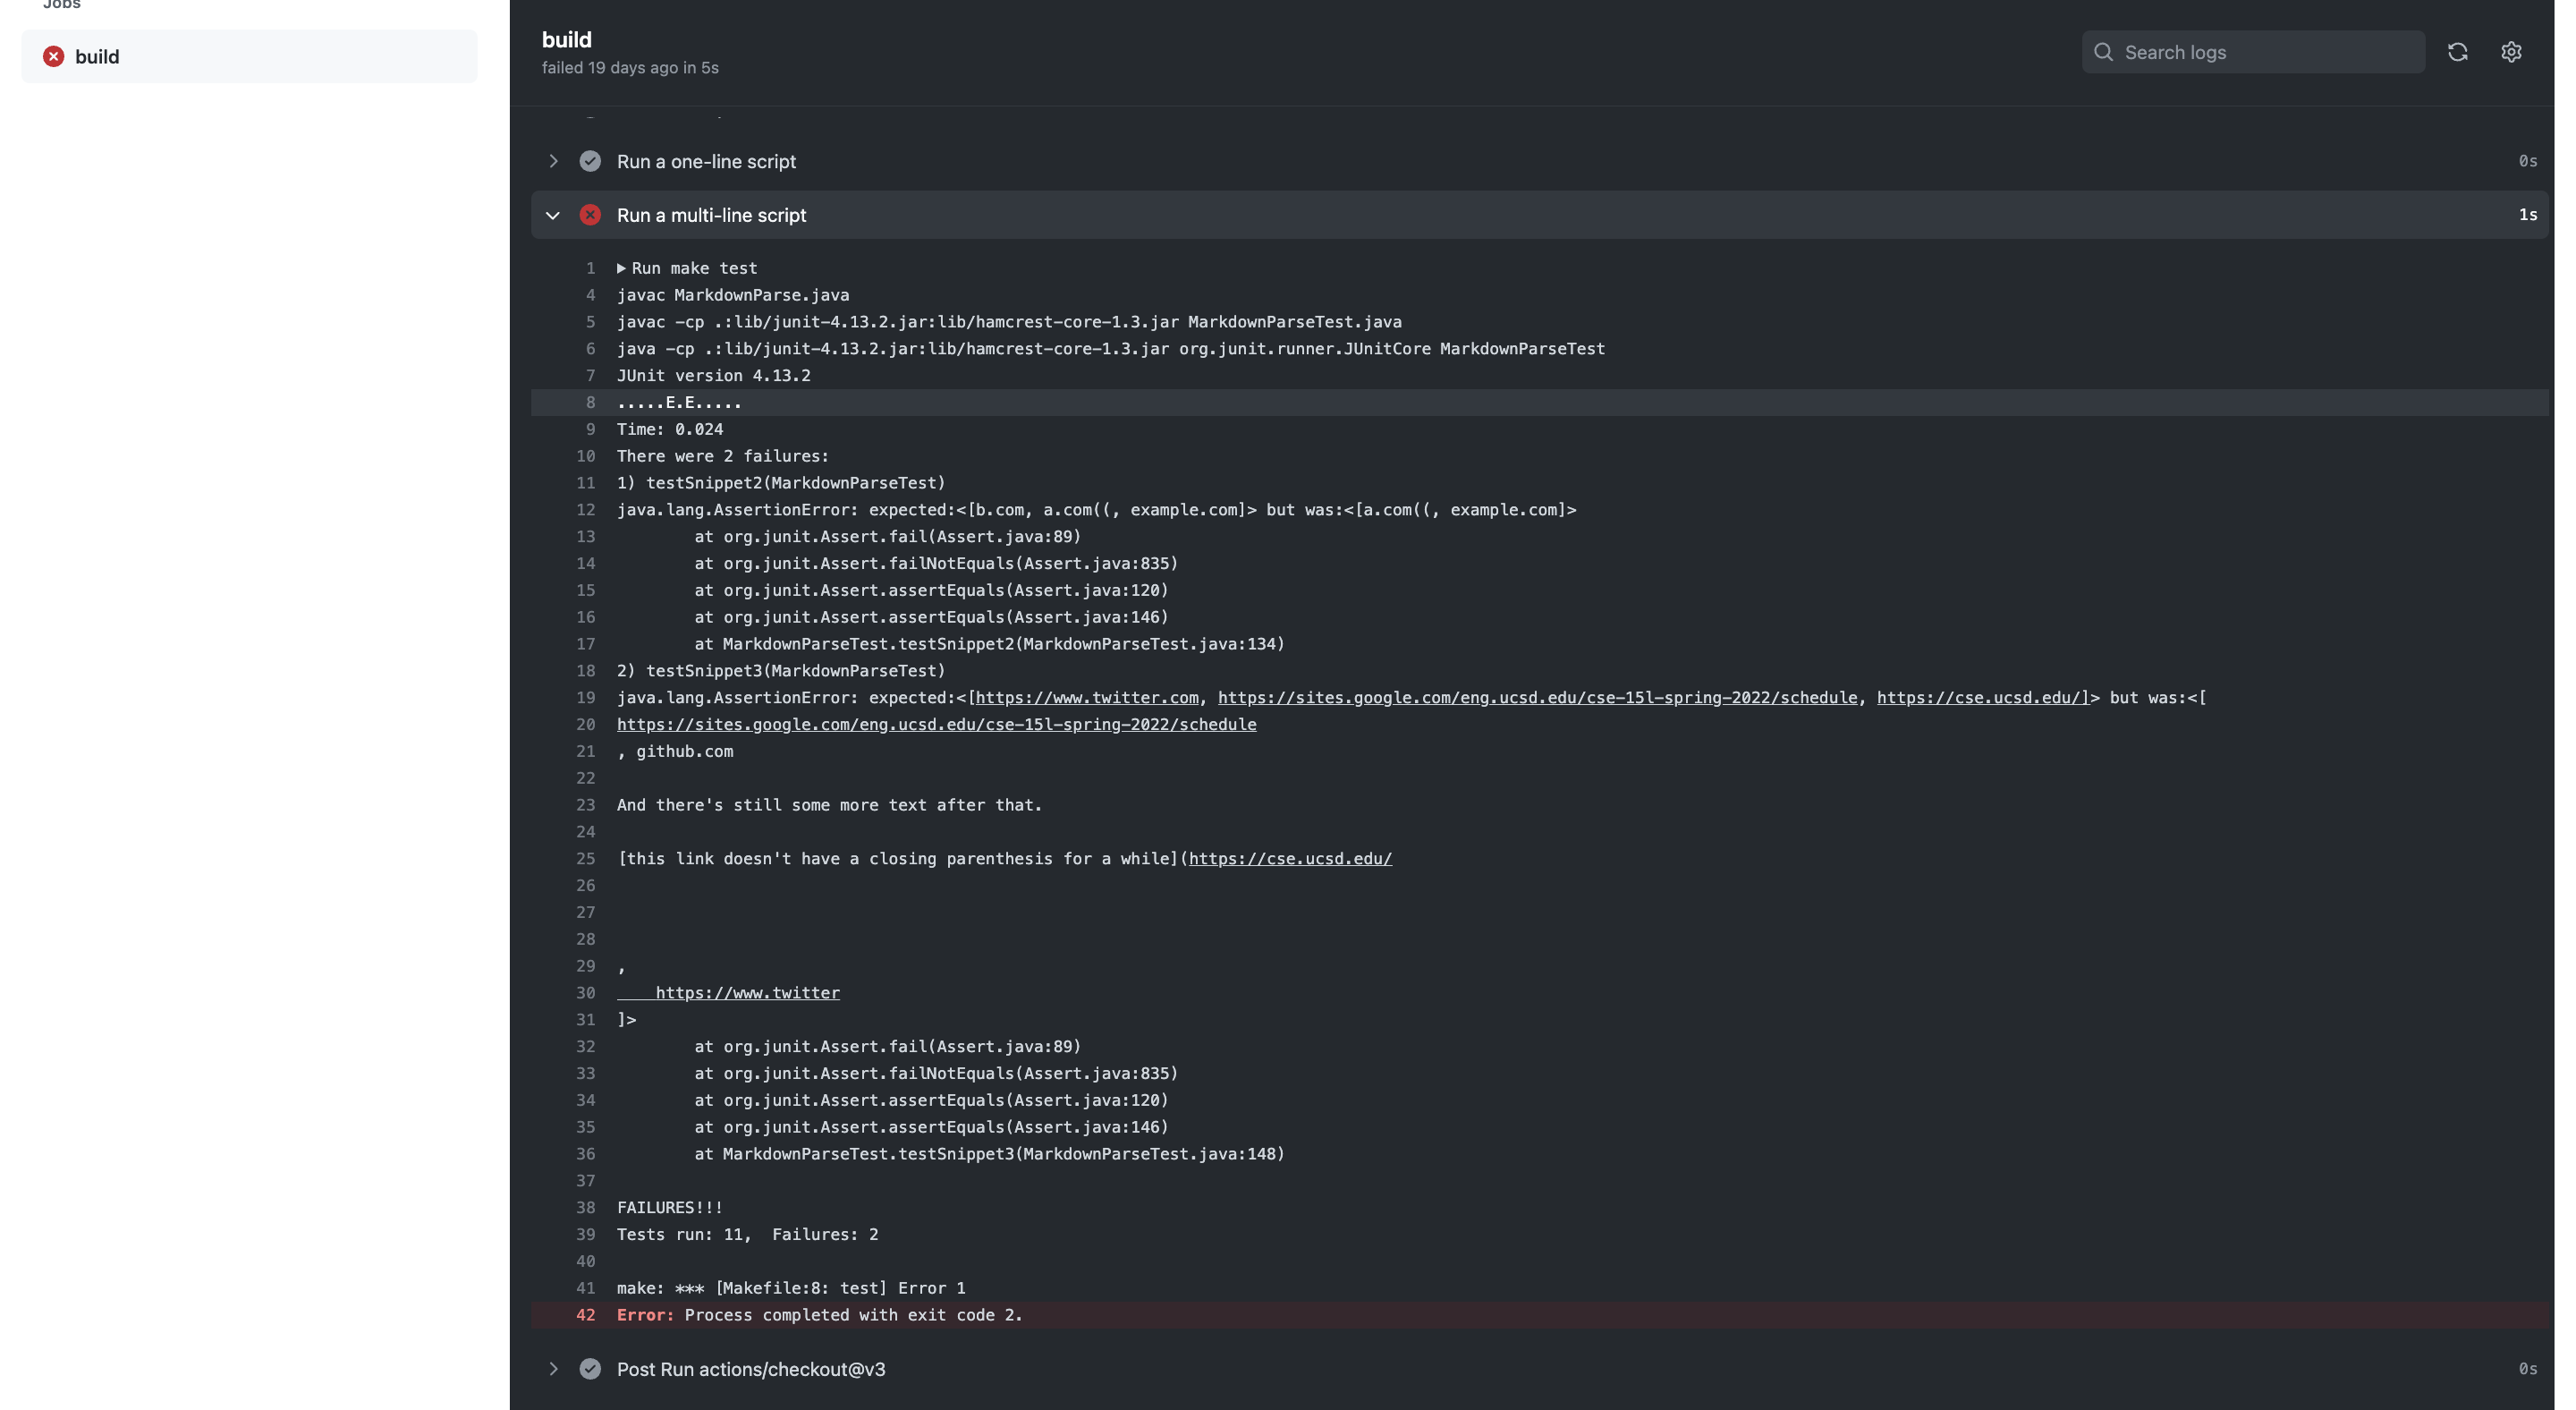 Jobs
build
build
failed 19 days ago in 5s
Search logs
Run a one-line script 0s
Run a multi-line script 1s
1 Run make test
4 javac MarkdownParse.java
5 javac -cp .:lib/junit-4.13.2.jar:lib/hamcrest-core-1.3.jar MarkdownParseTest.java
6 java -cp .:lib/junit-4.13.2.jar:lib/hamcrest-core-1.3.jar org.junit.runner.JUnitCore MarkdownParseTest
7 JUnit version 4.13.2
8 .....E.E.....
9 Time: 0.024
10 There were 2 failures:
11 1) testSnippet2(MarkdownParseTest)
12 java.lang.AssertionError: expected:<[b.com, a.com((, example.com]> but was:<[a.com((, example.com]>
13 at org.junit.Assert.fail(Assert.java:89)
14 at org.junit.Assert.failNotEquals(Assert.java:835)
15 at org.junit.Assert.assertEquals(Assert.java:120)
16 at org.junit.Assert.assertEquals(Assert.java:146)
17 at MarkdownParseTest.testSnippet2(MarkdownParseTest.java:134)
18 2) testSnippet3(MarkdownParseTest)
19 java.lang.AssertionError: expected:<[https://www.twitter.com, https://sites.google.com/eng.ucsd.edu/cse-15l-spring-2022/schedule, https://cse.ucsd.edu/]> but was:<[
20 https://sites.google.com/eng.ucsd.edu/cse-15l-spring-2022/schedule
21 , github.com
22
23 And there's still some more text after that.
24
25 [this link doesn't have a closing parenthesis for a while](https://cse.ucsd.edu/
26
27
28
29 ,
30 https://www.twitter
31 ]>
32 at org.junit.Assert.fail(Assert.java:89)
33 at org.junit.Assert.failNotEquals(Assert.java:835)
34 at org.junit.Assert.assertEquals(Assert.java:120)
35 at org.junit.Assert.assertEquals(Assert.java:146)
36 at MarkdownParseTest.testSnippet3(MarkdownParseTest.java:148)
37
38 FAILURES!!!
39 Tests run: 11,  Failures: 2
40
41 make: *** [Makefile:8: test] Error 1
42 Error: Process completed with exit code 2.
Post Run actions/checkout@v3 0s